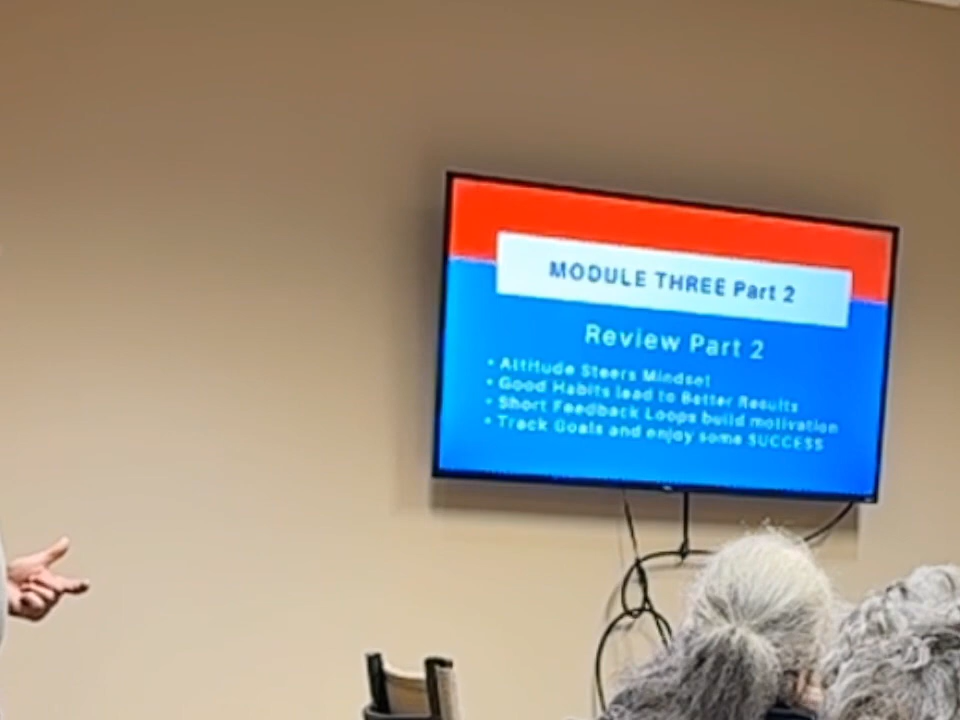 MODULE THREE Part 2
Review Part 2
• Attitude Steers Mindset
• Good Habits lead to Better Results
• Short Feedback Loops build motivation
• Track Goals and enjoy some SUCCESS